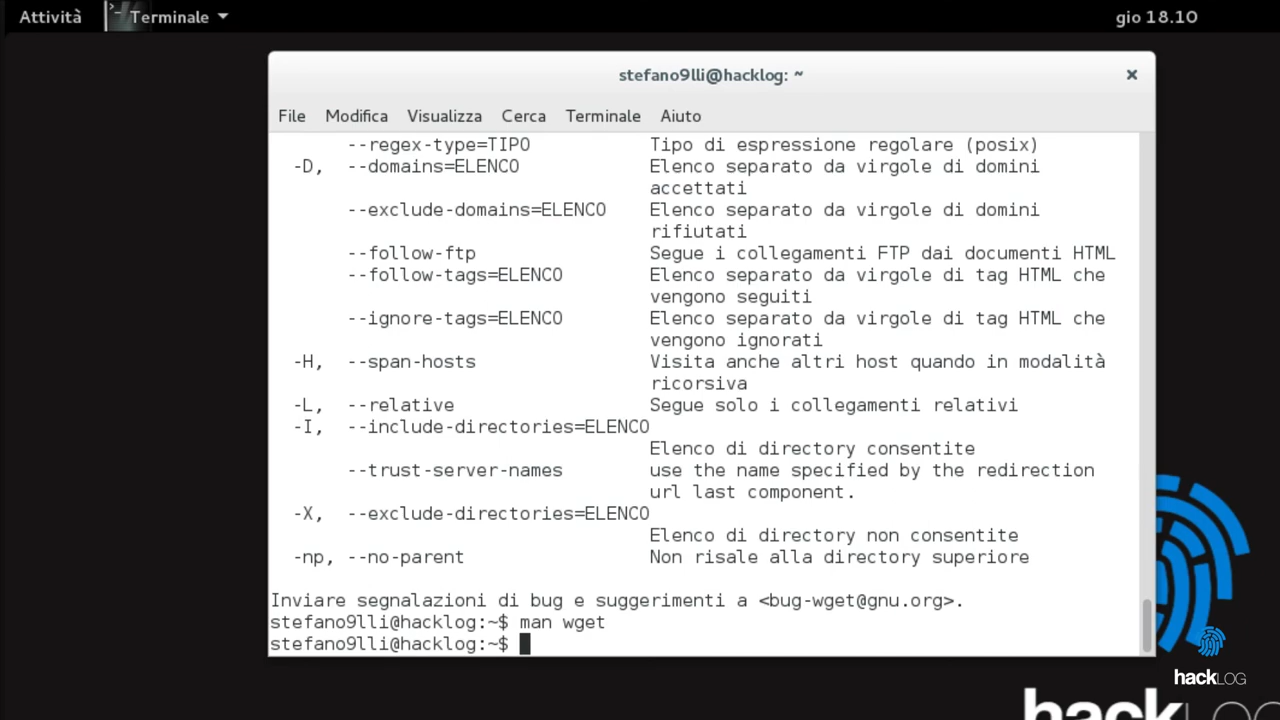 Attività Terminale gio 18.10
stefano9lli@hacklog: ~ ×
File Modifica Visualizza Cerca Terminale Aiuto
--regex-type=TIPO Tipo di espressione regolare (posix)
-D, --domains=ELENCO Elenco separato da virgole di domini
accettati
--exclude-domains=ELENCO Elenco separato da virgole di domini
rifiutati
--follow-ftp Segue i collegamenti FTP dai documenti HTML
--follow-tags=ELENCO Elenco separato da virgole di tag HTML che
vengono seguiti
--ignore-tags=ELENCO Elenco separato da virgole di tag HTML che
vengono ignorati
-H, --span-hosts Visita anche altri host quando in modalità
ricorsiva
-L, --relative Segue solo i collegamenti relativi
-I, --include-directories=ELENCO
Elenco di directory consentite
--trust-server-names use the name specified by the redirection
url last component.
-X, --exclude-directories=ELENCO
Elenco di directory non consentite
-np, --no-parent Non risale alla directory superiore
Inviare segnalazioni di bug e suggerimenti a <bug-wget@gnu.org>.
stefano9lli@hacklog:~$ man wget
stefano9lli@hacklog:~$
hackLOG
hackLOG